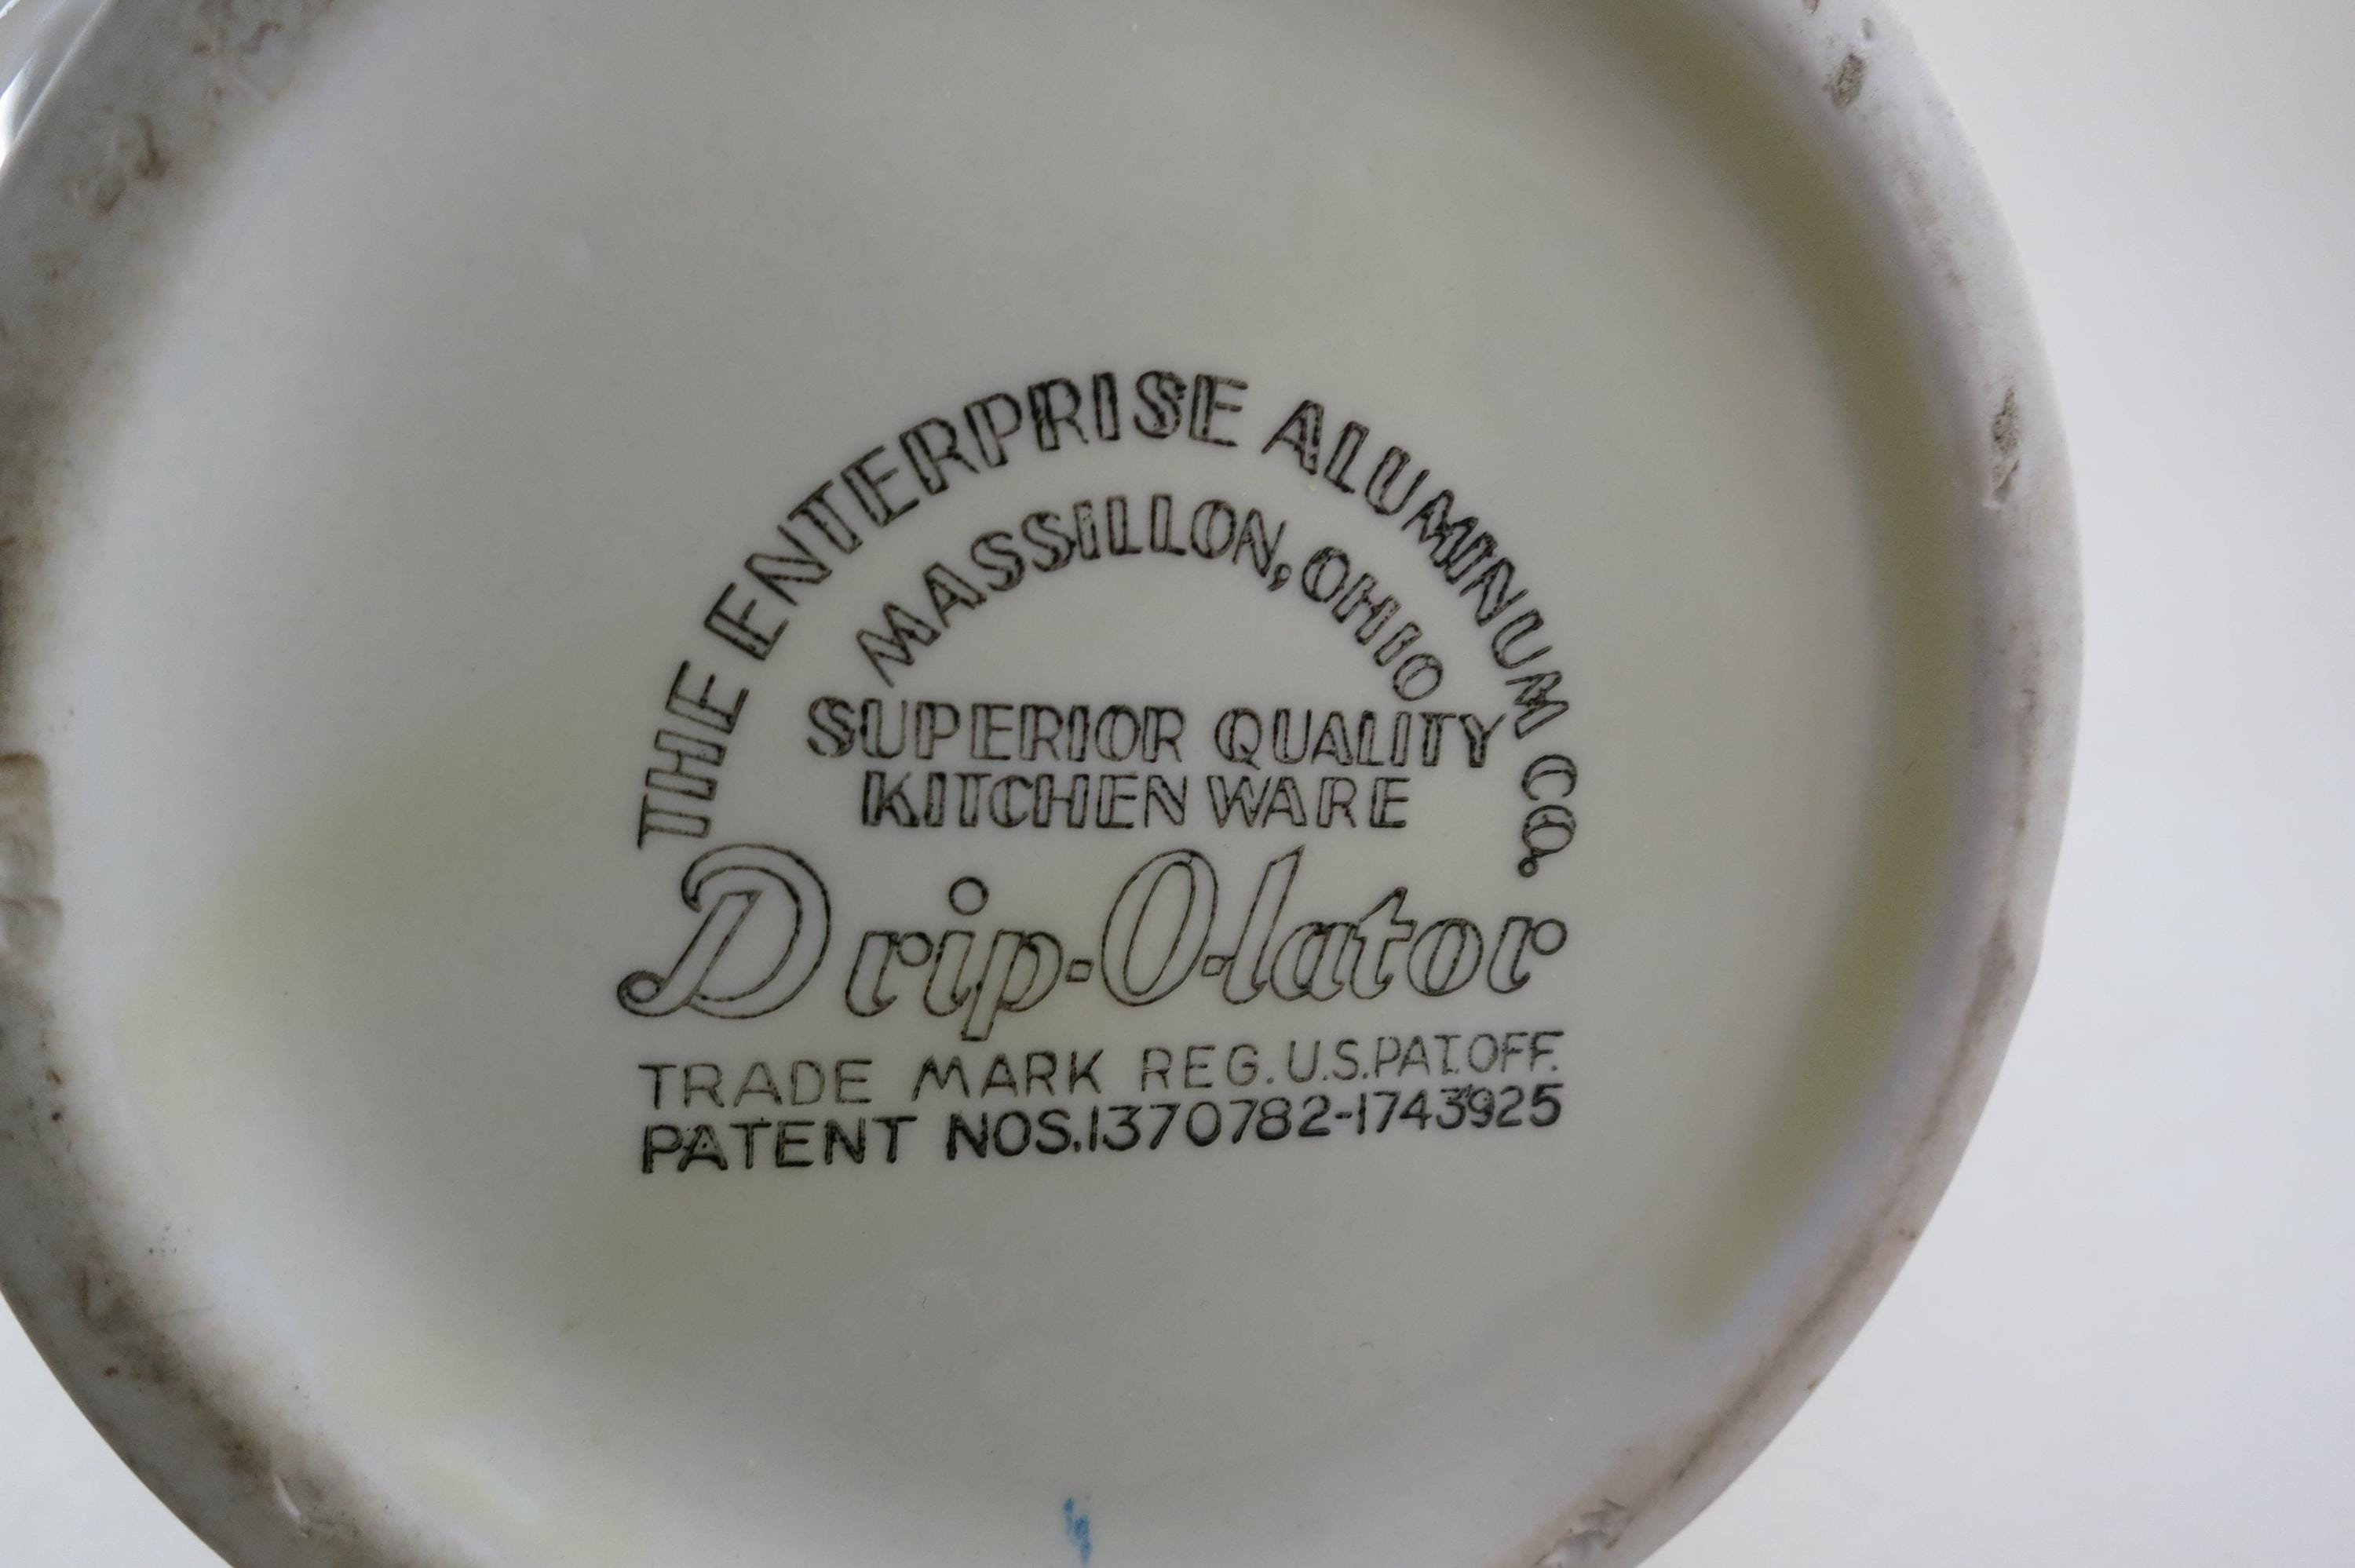 THE ENTERPRISE ALUMINUM CO.
MASSILLON, OHIO
SUPERIOR QUALITY
KITCHEN WARE
Drip-O-lator
TRADE MARK REG. U.S. PAT. OFF.
PATENT NOS. 1370782-1743925